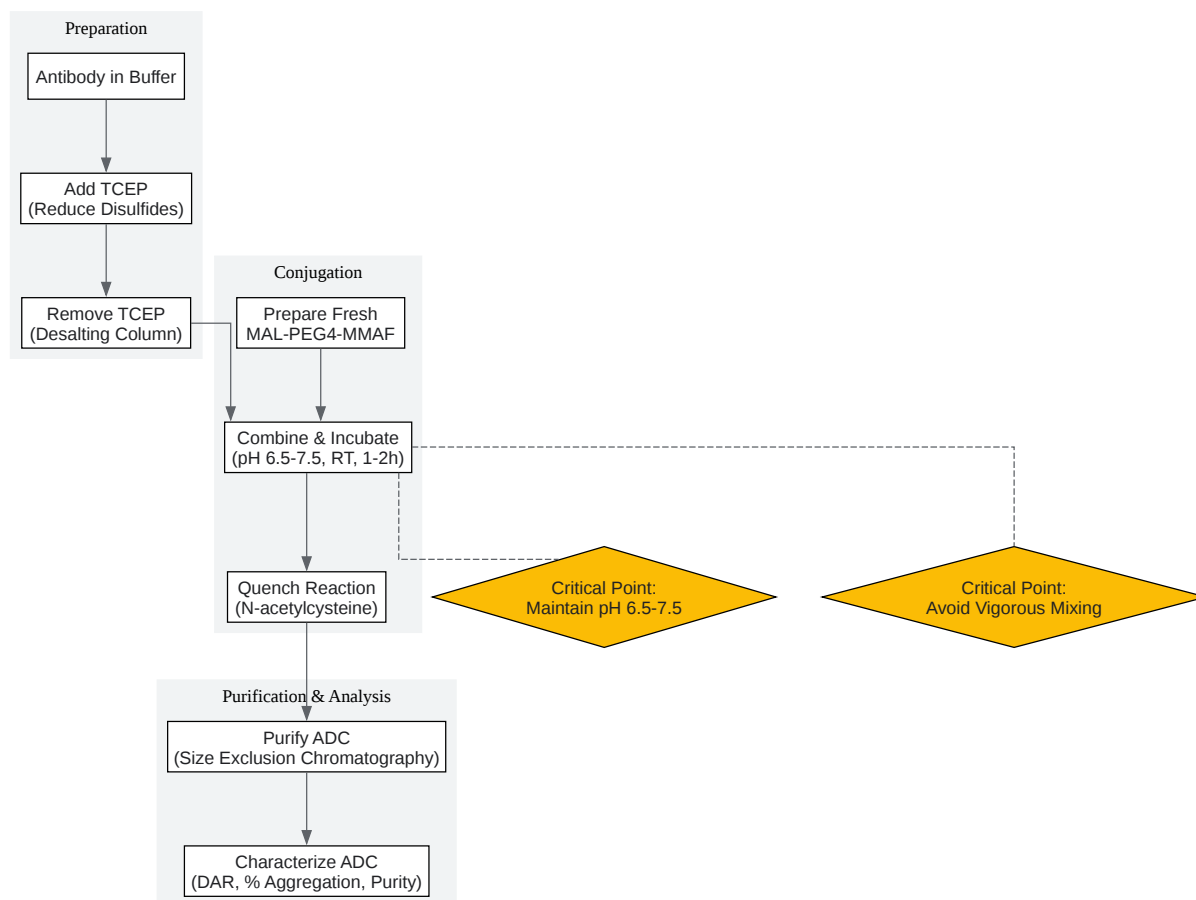 Preparation
Antibody in Buffer
Add TCEP
(Reduce Disulfides)
Remove TCEP
(Desalting Column)
Conjugation
Prepare Fresh
MAL-PEG4-MMAF
Combine & Incubate
(pH 6.5-7.5, RT, 1-2h)
Quench Reaction
(N-acetylcysteine)
Critical Point:
Maintain pH 6.5-7.5
Critical Point:
Avoid Vigorous Mixing
Purification & Analysis
Purify ADC
(Size Exclusion Chromatography)
Characterize ADC
(DAR, % Aggregation, Purity)